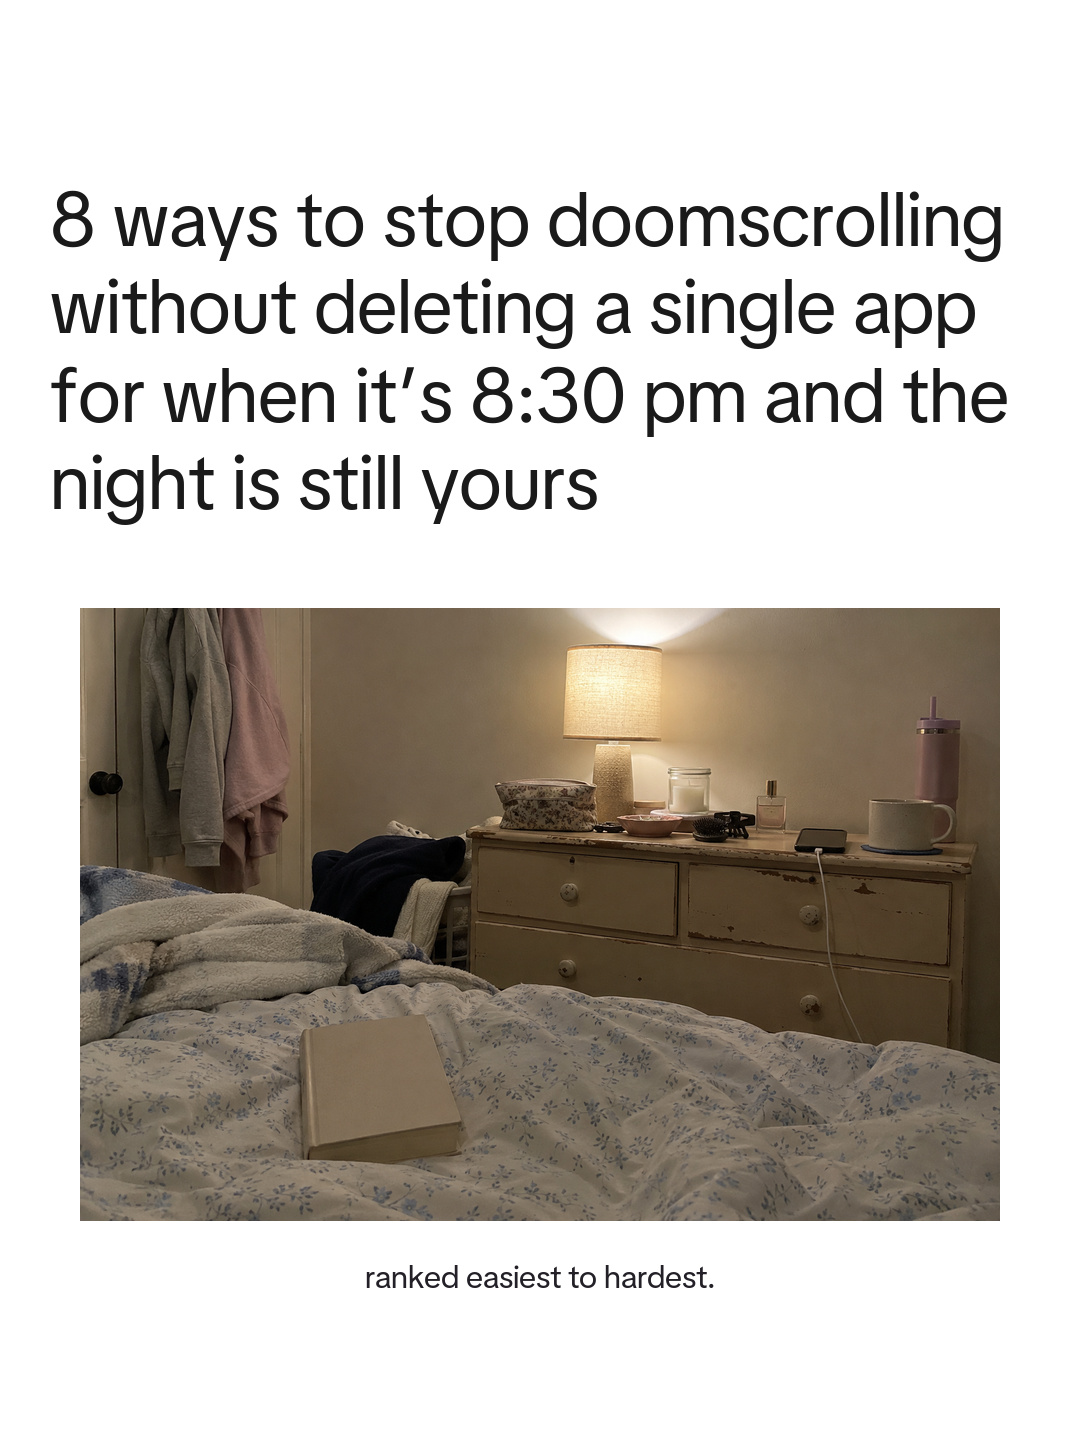 8 ways to stop doomscrolling
without deleting a single app
for when it’s 8:30 pm and the
night is still yours
ranked easiest to hardest.